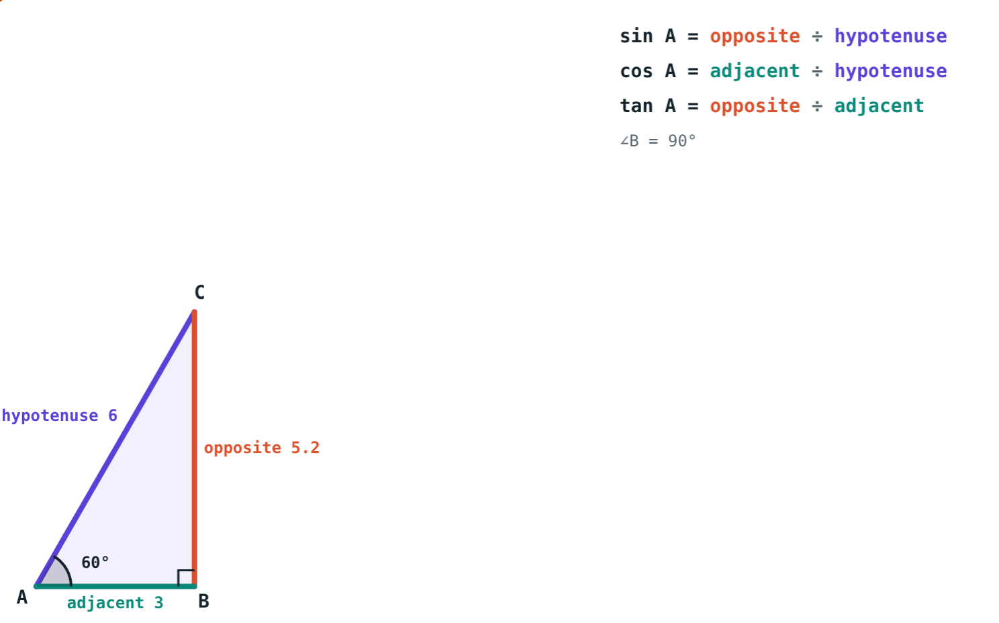 sin A = opposite ÷ hypotenuse
cos A = adjacent ÷ hypotenuse
tan A = opposite ÷ adjacent
∠B = 90°
C
hypotenuse 6
opposite 5.2
60°
A
adjacent 3
B